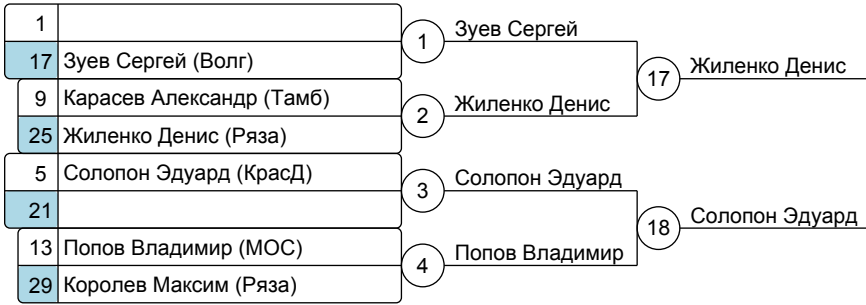 1
17 Зуев Сергей (Волг)
9 Карасев Александр (Тамб)
25 Жиленко Денис (Ряза)
5 Солопон Эдуард (КрасД)
21
13 Попов Владимир (МОС)
29 Королев Максим (Ряза)
1 Зуев Сергей
2 Жиленко Денис
3 Солопон Эдуард
4 Попов Владимир
17 Жиленко Денис
18 Солопон Эдуард